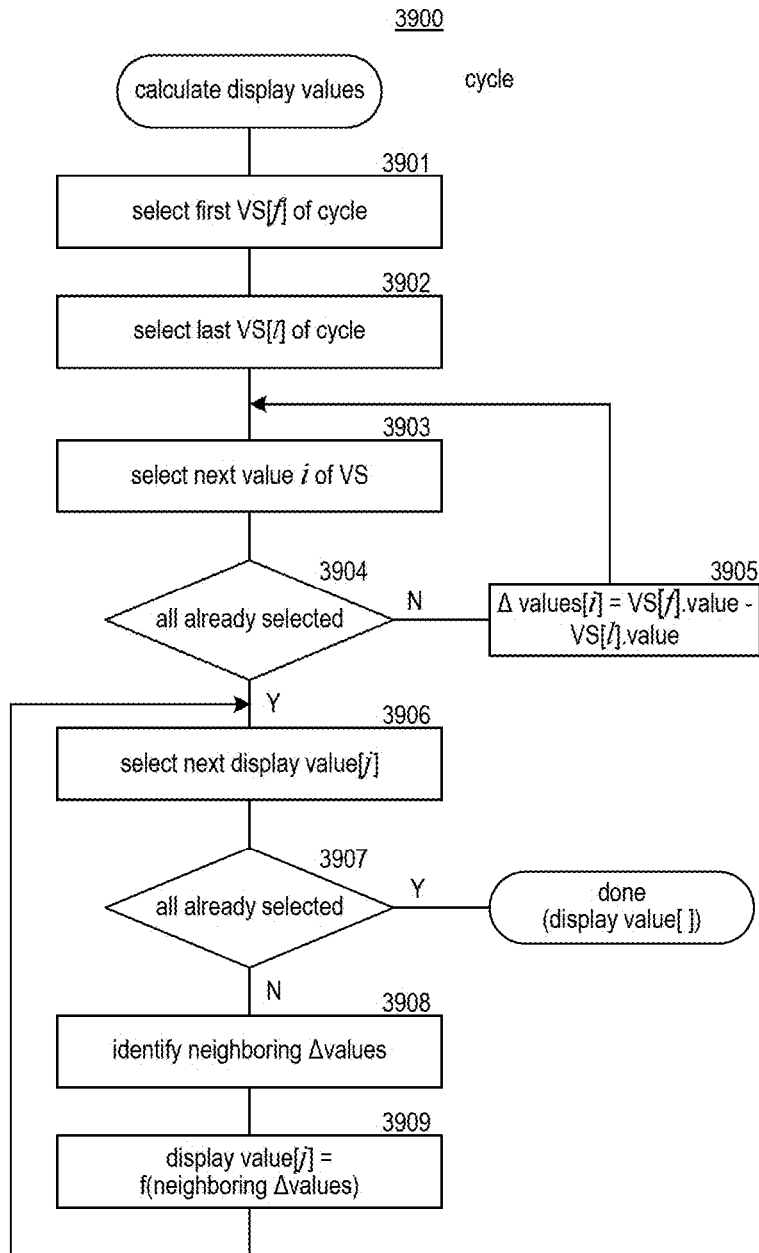 3900
calculate display values
cycle
3901
select first VS[f] of cycle
3902
select last VS[l] of cycle
3903
select next value i of VS
3904
all already selected
N
3905
Δ values[i] = VS[f].value -
VS[l].value
Y
3906
select next display value[j]
3907
all already selected
Y
done
(display value[ ])
N
3908
identify neighboring Δvalues
3909
display value[j] =
f(neighboring Δvalues)